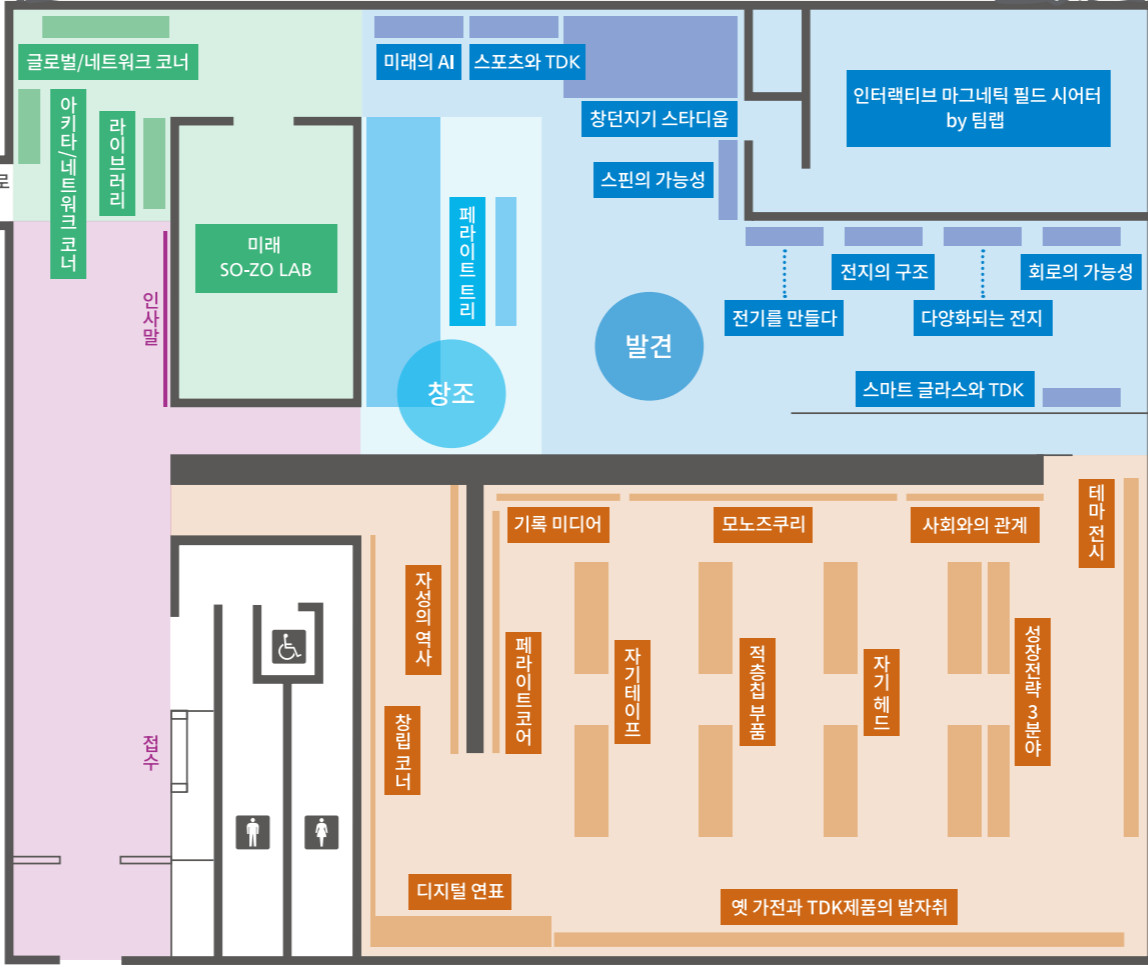 글로벌/네트워크 코너
아키타/네트워크 코너
라이브러리
로
미래
SO-ZO LAB
인사말
접수
미래의 AI
스포츠와 TDK
창던지기 스타디움
스핀의 가능성
인터랙티브 마그네틱 필드 시어터
by 팀랩
페라이트 트리
창조
발견
전지의 구조
회로의 가능성
전기를 만들다
다양화되는 전지
스마트 글라스와 TDK
기록 미디어
모노즈쿠리
사회와의 관계
테마 전시
자성의 역사
페라이트코어
자기테이프
적층칩 부품
자기 헤드
성장전략 3분야
창립 코너
디지털 연표
옛 가전과 TDK제품의 발자취